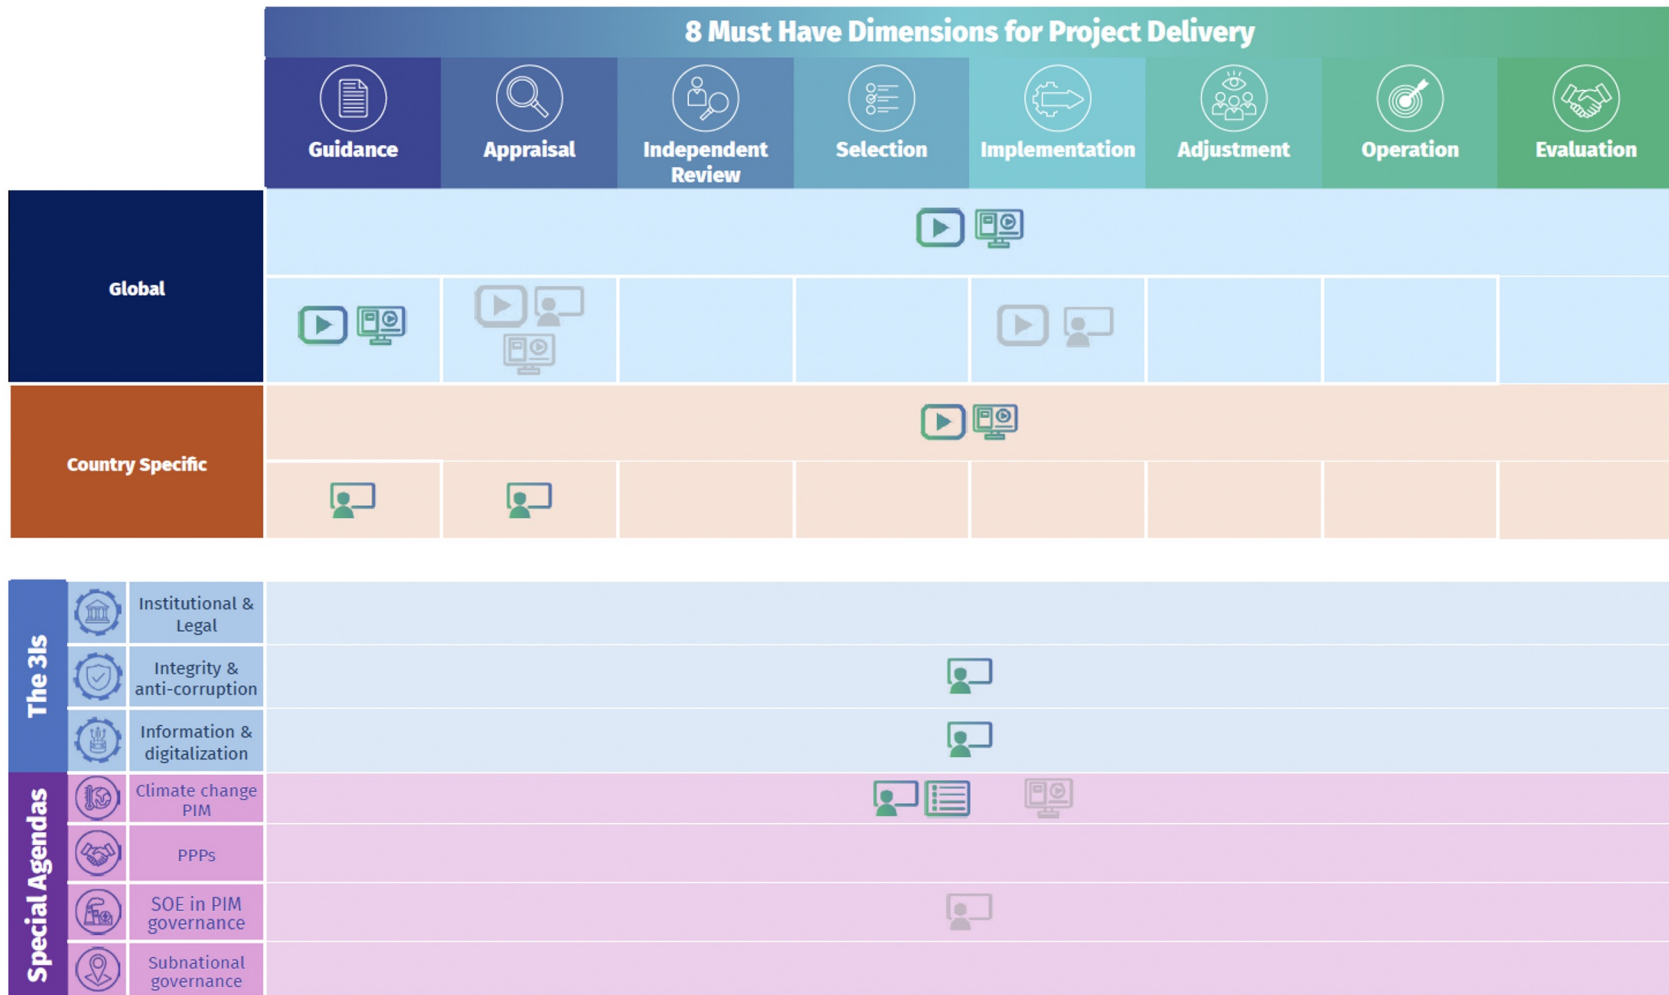 8 Must Have Dimensions for Project Delivery
Guidance
Appraisal
Independent
Review
Selection
Implementation
Adjustment
Operation
Evaluation
Global
Country Specific
The 3Is
Institutional &
Legal
Integrity &
anti-corruption
Information &
digitalization
Special Agendas
Climate change
PIM
PPPs
SOE in PIM
governance
Subnational
governance